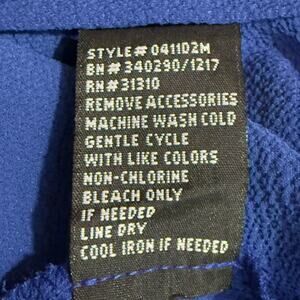 STYLE# 0411D2M
BN# 340290/1217
RN# 31310
REMOVE ACCESSORIES
MACHINE WASH COLD
GENTLE CYCLE
WITH LIKE COLORS
NON-CHLORINE
BLEACH ONLY
IF NEEDED
LINE DRY
COOL IRON IF NEEDED